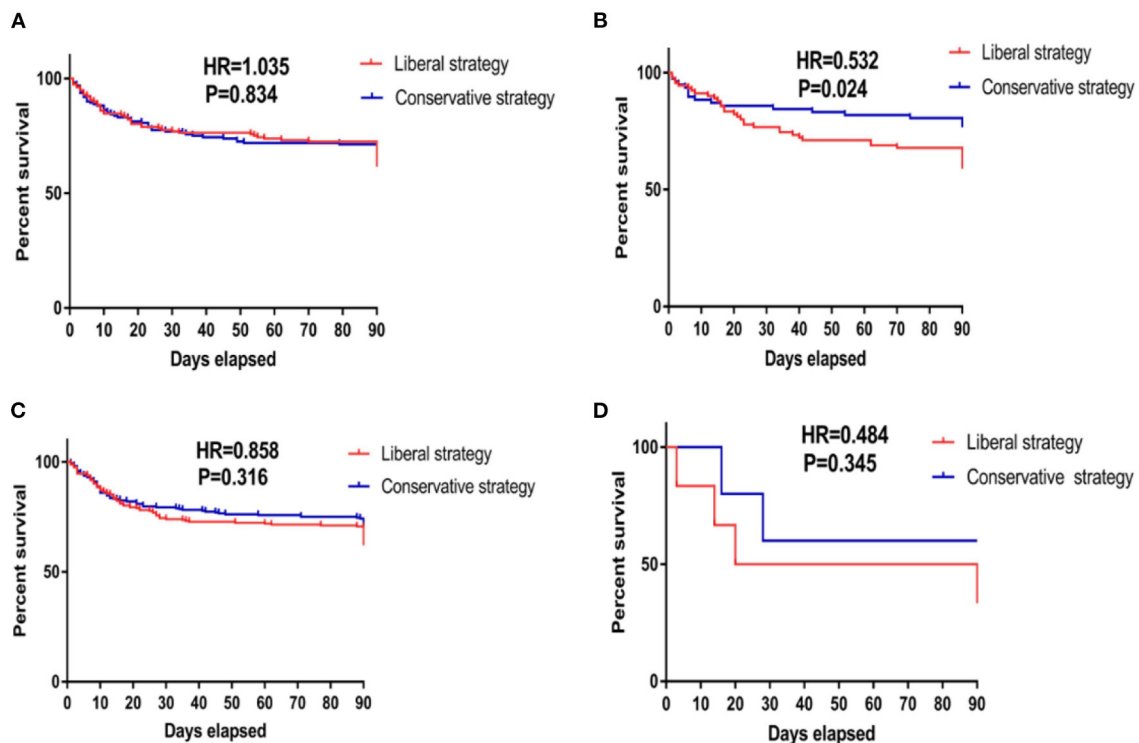 A
HR=1.035
P=0.834
Liberal strategy
Conservative strategy
Percent survival
100
50
0
0 10 20 30 40 50 60 70 80 90
Days elapsed
B
HR=0.532
P=0.024
Liberal strategy
Conservative strategy
Percent survival
100
50
0
0 10 20 30 40 50 60 70 80 90
Days elapsed
C
HR=0.858
P=0.316
Liberal strategy
Conservative strategy
Percent survival
100
50
0
0 10 20 30 40 50 60 70 80 90
Days elapsed
D
HR=0.484
P=0.345
Liberal strategy
Conservative strategy
Percent survival
100
50
0
0 10 20 30 40 50 60 70 80 90
Days elapsed